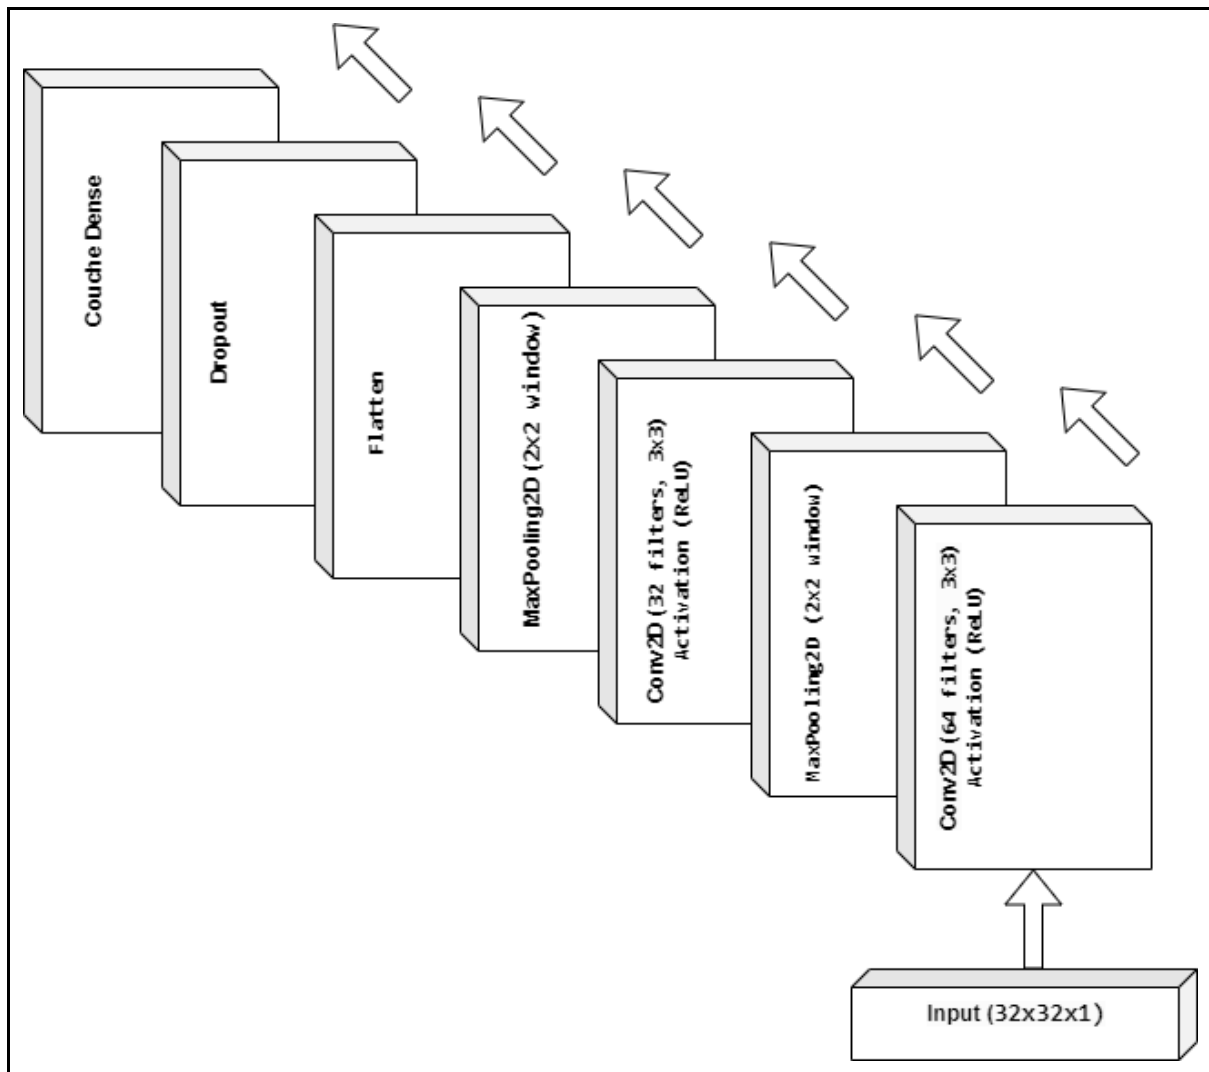 Couche Dense
Dropout
Flatten
MaxPooling2D (2x2 window)
Conv2D (32 filters, 3x3)
Activation (ReLU)
MaxPooling2D (2x2 window)
Conv2D (64 filters, 3x3)
Activation (ReLU)
Input (32x32x1)